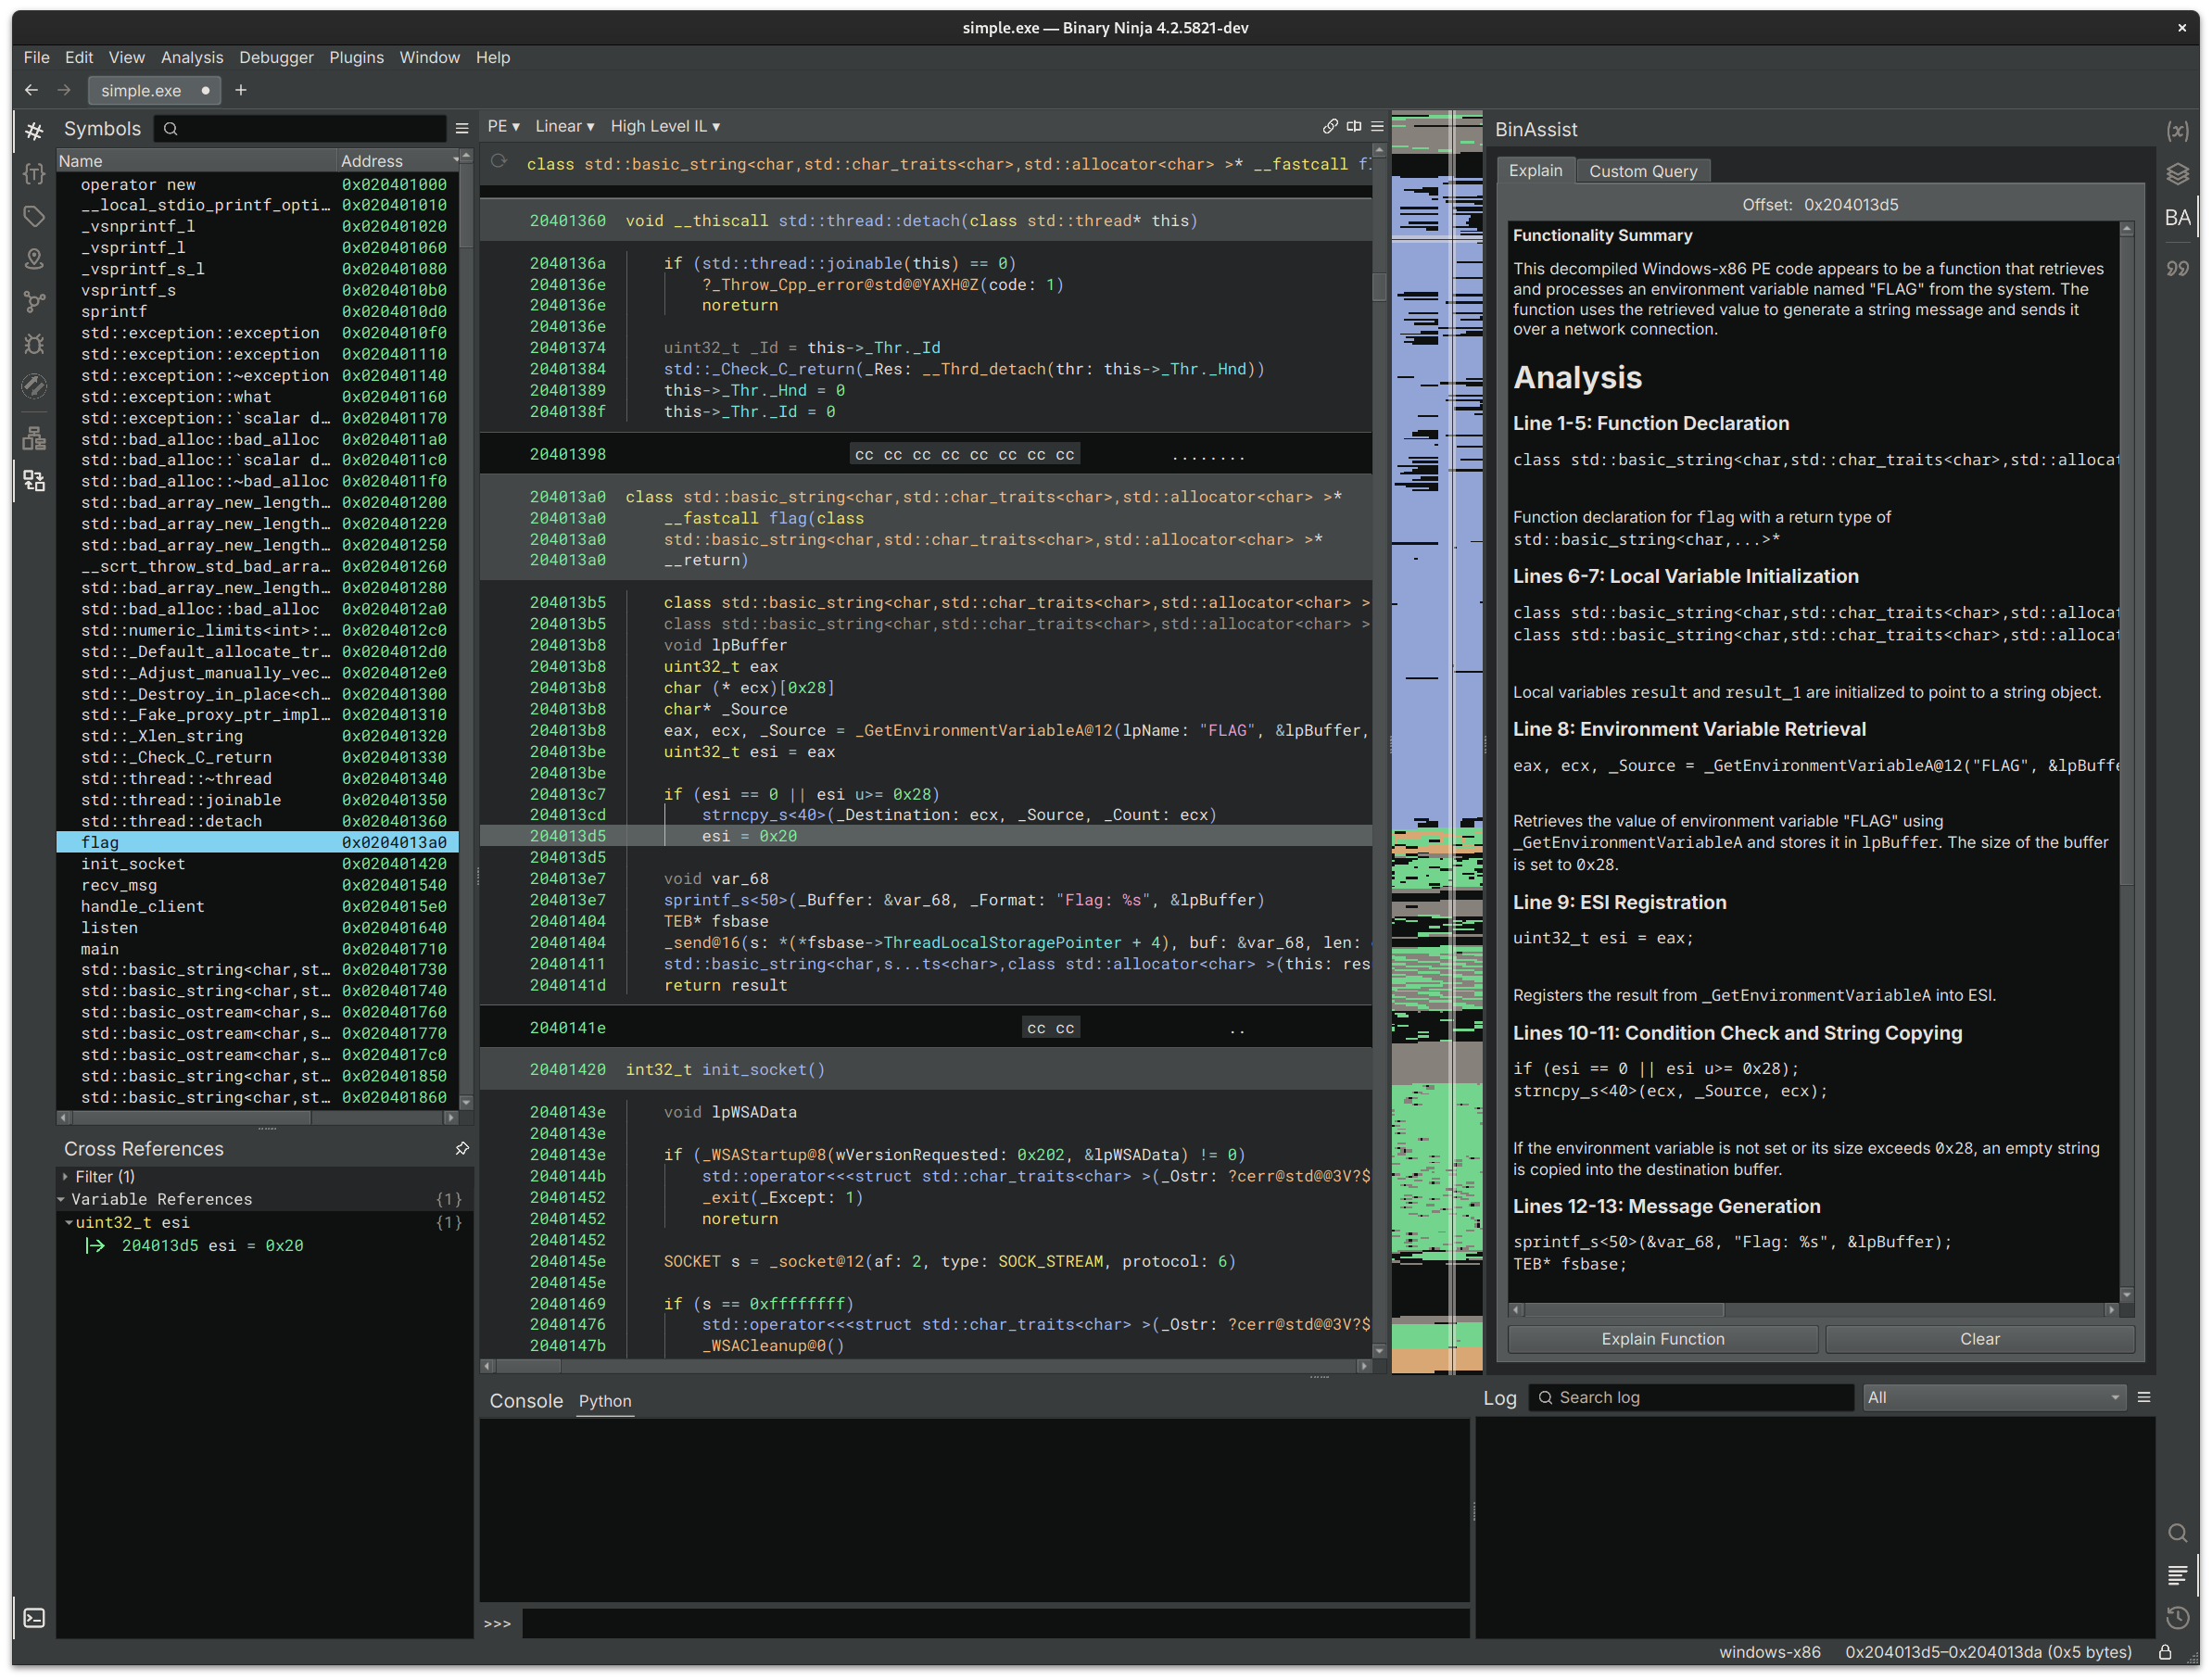 simple.exe — Binary Ninja 4.2.5821-dev
File Edit View Analysis Debugger Plugins Window Help
simple.exe
Symbols
Name Address
operator new 0x020401000
__local_stdio_printf_opti… 0x020401010
_vsnprintf_l 0x020401020
_vsprintf_l 0x020401060
_vsprintf_s_l 0x020401080
vsprintf_s 0x0204010b0
sprintf 0x0204010d0
std::exception::exception 0x0204010f0
std::exception::exception 0x020401110
std::exception::~exception 0x020401140
std::exception::what 0x020401160
std::exception::`scalar d… 0x020401170
std::bad_alloc::bad_alloc 0x0204011a0
std::bad_alloc::`scalar d… 0x0204011c0
std::bad_alloc::~bad_alloc 0x0204011f0
std::bad_array_new_length… 0x020401200
std::bad_array_new_length… 0x020401220
std::bad_array_new_length… 0x020401250
__scrt_throw_std_bad_arra… 0x020401260
std::bad_array_new_length… 0x020401280
std::bad_alloc::bad_alloc 0x0204012a0
std::numeric_limits<int>:… 0x0204012c0
std::_Default_allocate_tr… 0x0204012d0
std::_Adjust_manually_vec… 0x0204012e0
std::_Destroy_in_place<ch… 0x020401300
std::_Fake_proxy_ptr_impl… 0x020401310
std::_Xlen_string 0x020401320
std::_Check_C_return 0x020401330
std::thread::~thread 0x020401340
std::thread::joinable 0x020401350
std::thread::detach 0x020401360
flag 0x0204013a0
init_socket 0x020401420
recv_msg 0x020401540
handle_client 0x0204015e0
listen 0x020401640
main 0x020401710
std::basic_string<char,st… 0x020401730
std::basic_string<char,st… 0x020401740
std::basic_ostream<char,s… 0x020401760
std::basic_ostream<char,s… 0x020401770
std::basic_ostream<char,s… 0x0204017c0
std::basic_string<char,st… 0x020401850
std::basic_string<char,st… 0x020401860
Cross References
Filter (1)
Variable References {1}
uint32_t esi {1}
204013d5 esi = 0x20
PE ▾ Linear ▾ High Level IL ▾
class std::basic_string<char,std::char_traits<char>,std::allocator<char> >* __fastcall fl
20401360 void __thiscall std::thread::detach(class std::thread* this)
2040136a if (std::thread::joinable(this) == 0)
2040136e ?_Throw_Cpp_error@std@@YAXH@Z(code: 1)
2040136e noreturn
2040136e
20401374 uint32_t _Id = this->_Thr._Id
20401384 std::_Check_C_return(_Res: __Thrd_detach(thr: this->_Thr._Hnd))
20401389 this->_Thr._Hnd = 0
2040138f this->_Thr._Id = 0
20401398 cc cc cc cc cc cc cc cc ........
204013a0 class std::basic_string<char,std::char_traits<char>,std::allocator<char> >*
204013a0 __fastcall flag(class
204013a0 std::basic_string<char,std::char_traits<char>,std::allocator<char> >*
204013a0 __return)
204013b5 class std::basic_string<char,std::char_traits<char>,std::allocator<char> >
204013b5 class std::basic_string<char,std::char_traits<char>,std::allocator<char> >
204013b8 void lpBuffer
204013b8 uint32_t eax
204013b8 char (* ecx)[0x28]
204013b8 char* _Source
204013b8 eax, ecx, _Source = _GetEnvironmentVariableA@12(lpName: "FLAG", &lpBuffer,
204013be uint32_t esi = eax
204013be
204013c7 if (esi == 0 || esi u>= 0x28)
204013cd strncpy_s<40>(_Destination: ecx, _Source, _Count: ecx)
204013d5 esi = 0x20
204013d5
204013e7 void var_68
204013e7 sprintf_s<50>(_Buffer: &var_68, _Format: "Flag: %s", &lpBuffer)
20401404 TEB* fsbase
20401404 _send@16(s: *(*fsbase->ThreadLocalStoragePointer + 4), buf: &var_68, len:
20401411 std::basic_string<char,s...ts<char>,class std::allocator<char> >(this: res
2040141d return result
2040141e cc cc ..
20401420 int32_t init_socket()
2040143e void lpWSAData
2040143e
2040143e if (_WSAStartup@8(wVersionRequested: 0x202, &lpWSAData) != 0)
2040144b std::operator<<<struct std::char_traits<char> >(_Ostr: ?cerr@std@@3V?$
20401452 _exit(_Except: 1)
20401452 noreturn
20401452
2040145e SOCKET s = _socket@12(af: 2, type: SOCK_STREAM, protocol: 6)
2040145e
20401469 if (s == 0xffffffff)
20401476 std::operator<<<struct std::char_traits<char> >(_Ostr: ?cerr@std@@3V?$
2040147b _WSACleanup@0()
Console Python
>>>
BinAssist
Explain Custom Query
Offset: 0x204013d5
Functionality Summary
This decompiled Windows-x86 PE code appears to be a function that retrieves
and processes an environment variable named "FLAG" from the system. The
function uses the retrieved value to generate a string message and sends it
over a network connection.
Analysis
Line 1-5: Function Declaration
class std::basic_string<char,std::char_traits<char>,std::allocat
Function declaration for flag with a return type of
std::basic_string<char,...>*
Lines 6-7: Local Variable Initialization
class std::basic_string<char,std::char_traits<char>,std::allocat
class std::basic_string<char,std::char_traits<char>,std::allocat
Local variables result and result_1 are initialized to point to a string object.
Line 8: Environment Variable Retrieval
eax, ecx, _Source = _GetEnvironmentVariableA@12("FLAG", &lpBuffe
Retrieves the value of environment variable "FLAG" using
_GetEnvironmentVariableA and stores it in lpBuffer. The size of the buffer
is set to 0x28.
Line 9: ESI Registration
uint32_t esi = eax;
Registers the result from _GetEnvironmentVariableA into ESI.
Lines 10-11: Condition Check and String Copying
if (esi == 0 || esi u>= 0x28);
strncpy_s<40>(ecx, _Source, ecx);
If the environment variable is not set or its size exceeds 0x28, an empty string
is copied into the destination buffer.
Lines 12-13: Message Generation
sprintf_s<50>(&var_68, "Flag: %s", &lpBuffer);
TEB* fsbase;
Explain Function Clear
Log Search log All
BA
windows-x86 0x204013d5–0x204013da (0x5 bytes)